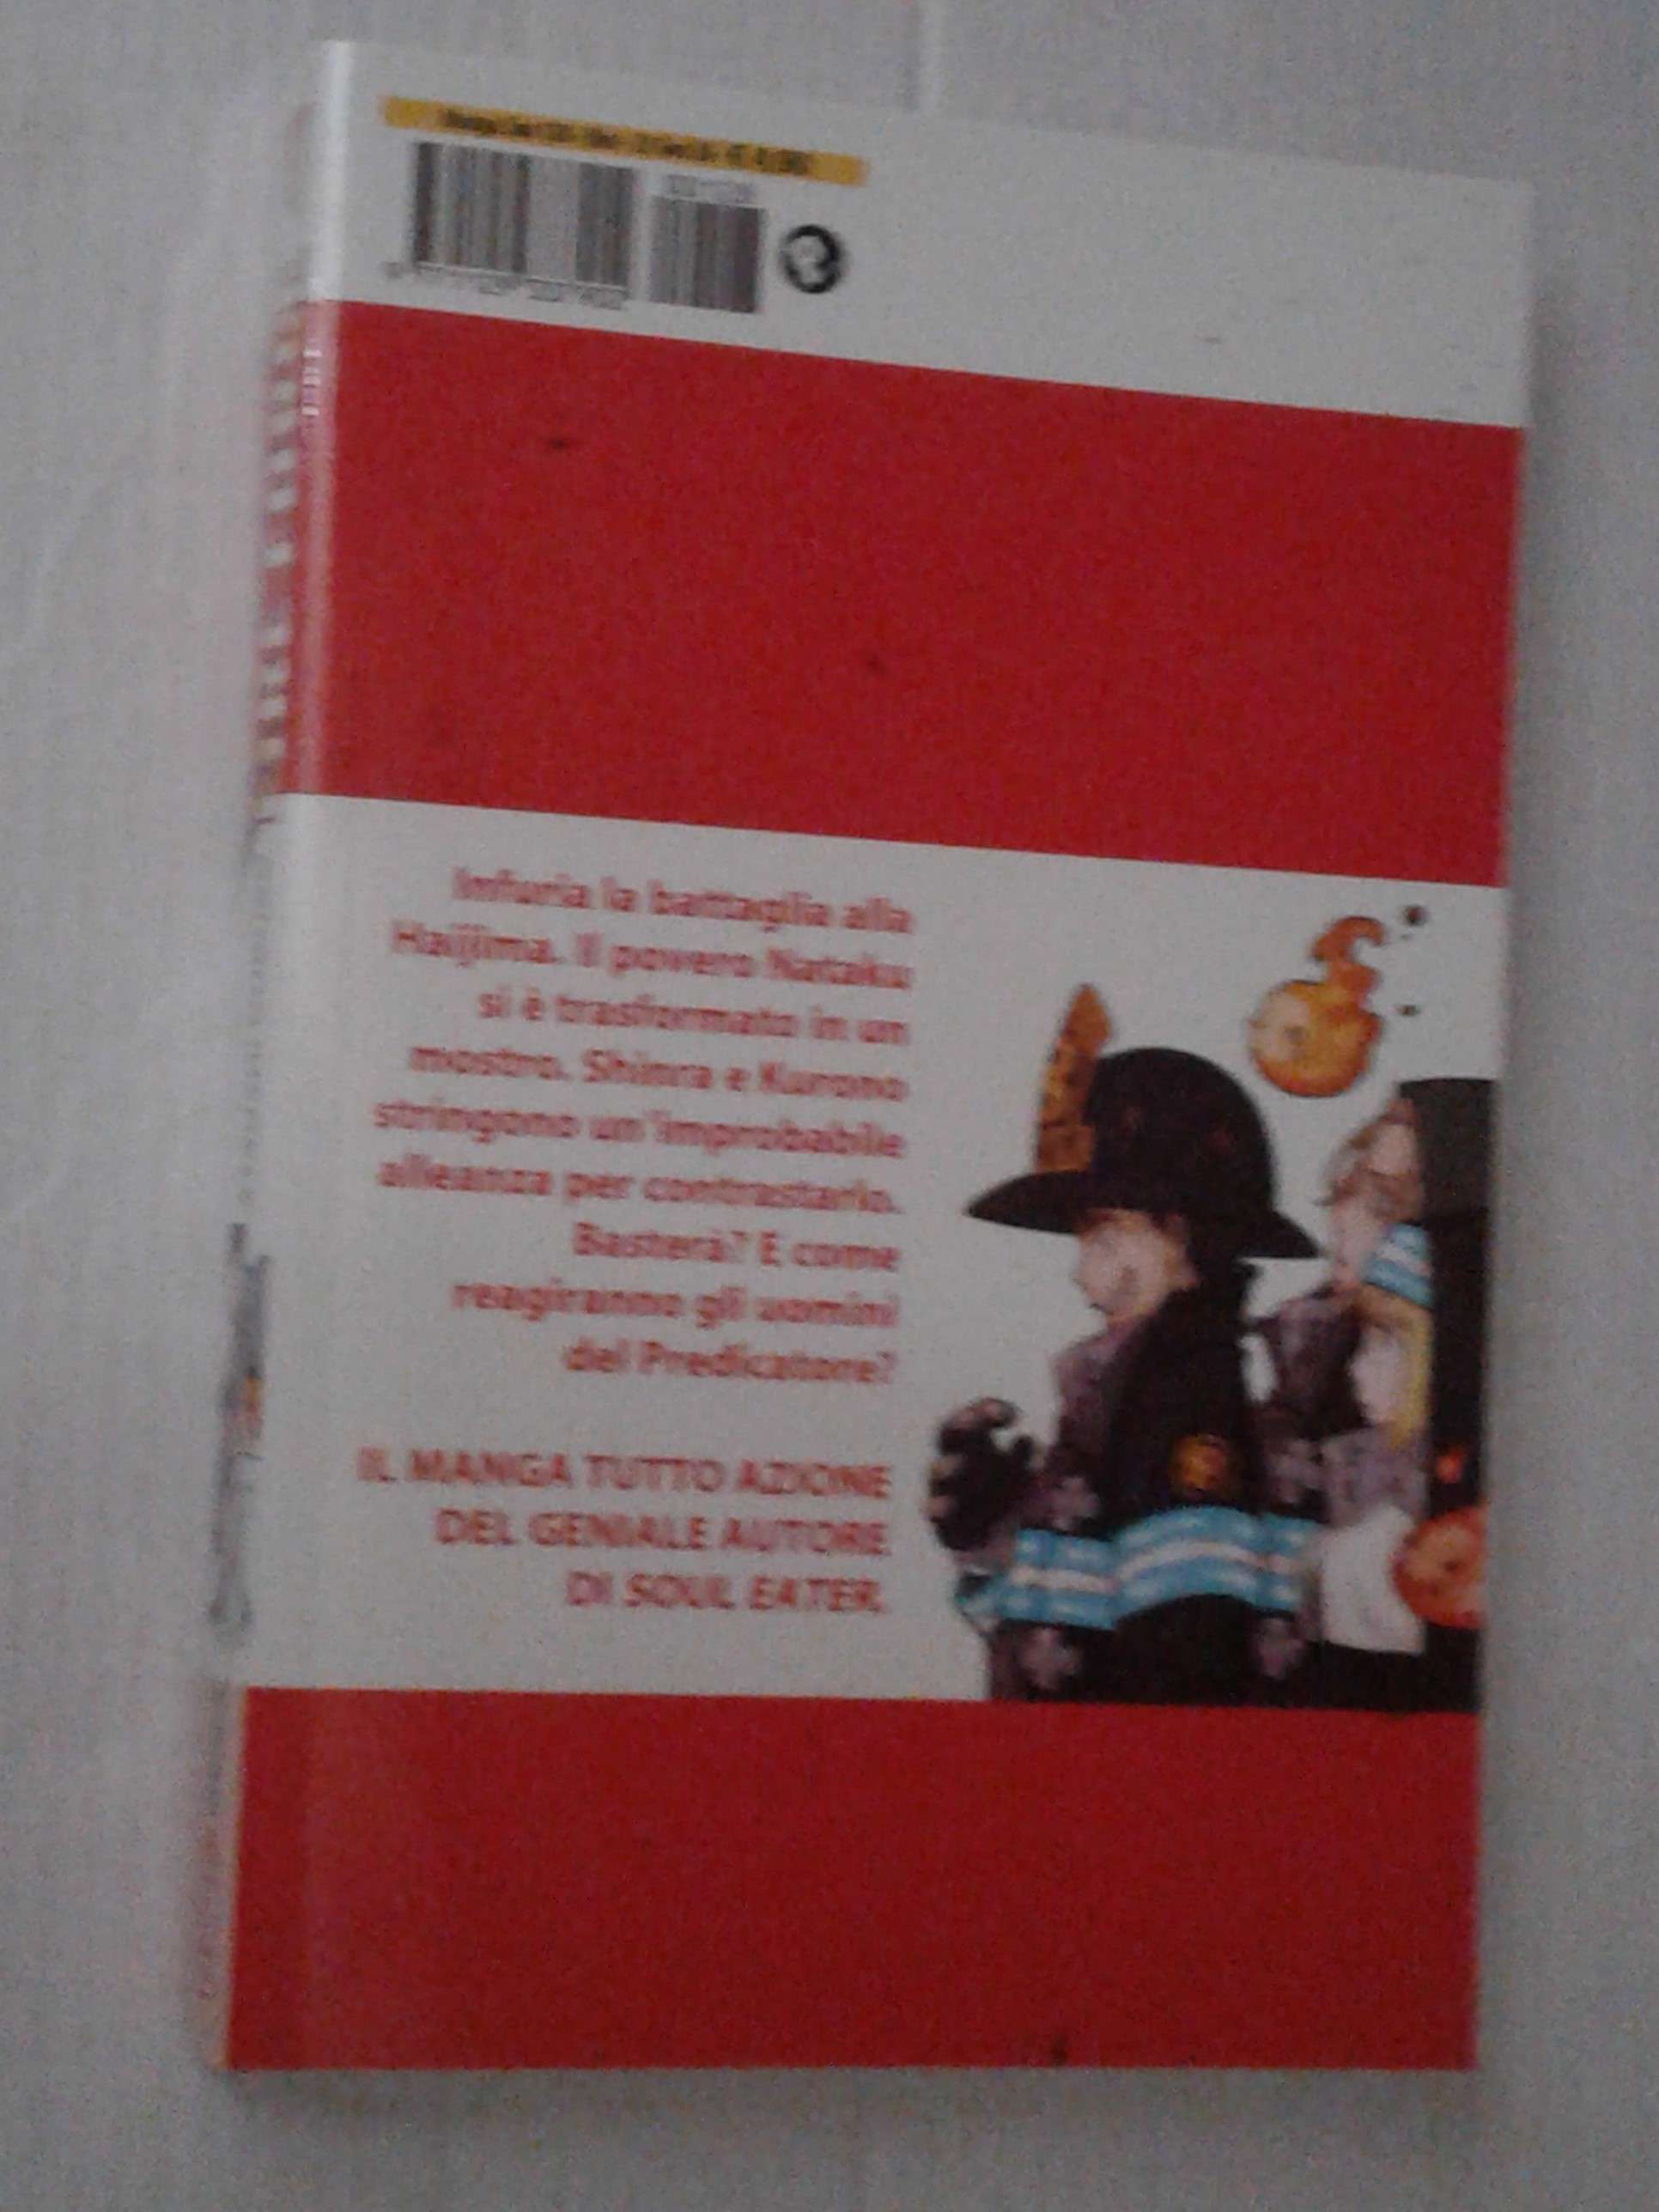 Infuria la battaglia alla
Haijima. Il povero Nataku
si è trasformato in un
mostro. Shinra e Kurono
stringono un'improbabile
alleanza per contrastarlo.
Basterà? E come
reagiranno gli uomini
del Predicatore?
IL MANGA TUTTO AZIONE
DEL GENIALE AUTORE
DI SOUL EATER.